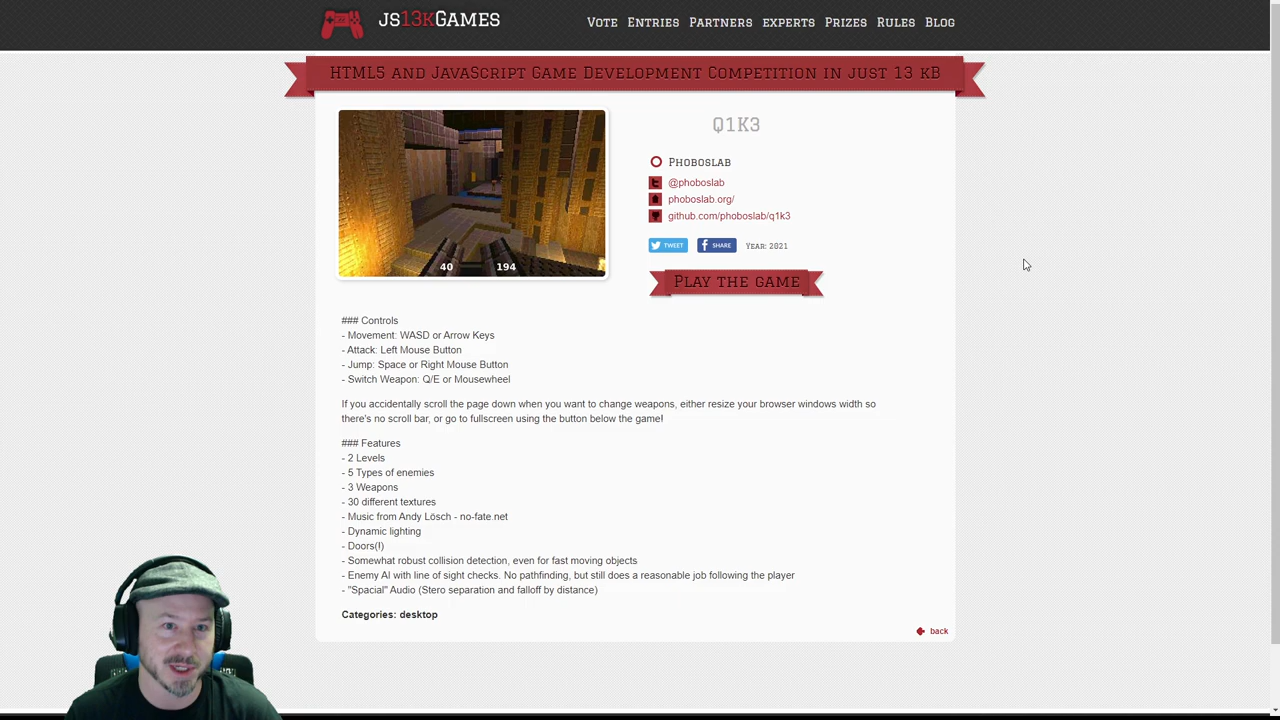 JS13KGames
Vote Entries Partners experts Prizes Rules Blog
HTML5 and JavaScript Game Development Competition in just 13 kB
Q1K3
Phoboslab
@phoboslab
phoboslab.org/
github.com/phoboslab/q1k3
TWEET SHARE Year: 2021
40 194
Play the game
### Controls
- Movement: WASD or Arrow Keys
- Attack: Left Mouse Button
- Jump: Space or Right Mouse Button
- Switch Weapon: Q/E or Mousewheel
If you accidentally scroll the page down when you want to change weapons, either resize your browser windows width so
there's no scroll bar, or go to fullscreen using the button below the game!
### Features
- 2 Levels
- 5 Types of enemies
- 3 Weapons
- 30 different textures
- Music from Andy Lösch - no-fate.net
- Dynamic lighting
- Doors(!)
- Somewhat robust collision detection, even for fast moving objects
- Enemy AI with line of sight checks. No pathfinding, but still does a reasonable job following the player
- "Spacial" Audio (Stero separation and falloff by distance)
Categories: desktop
back